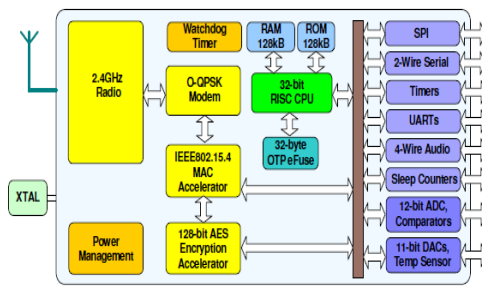 2.4GHz
Radio
Watchdog
Timer
RAM
128kB
ROM
128kB
O-QPSK
Modem
32-bit
RISC CPU
32-byte
OTP eFuse
IEEE802.15.4
MAC
Accelerator
XTAL
Power
Management
128-bit AES
Encryption
Accelerator
SPI
2-Wire Serial
Timers
UARTs
4-Wire Audio
Sleep Counters
12-bit ADC,
Comparators
11-bit DACs,
Temp Sensor